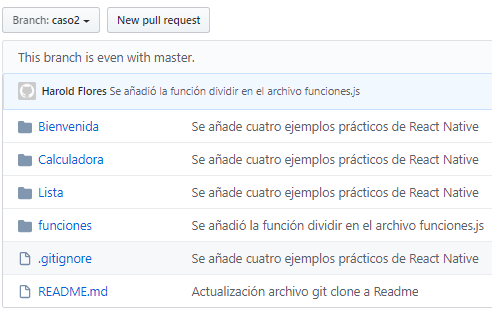 Branch: caso2 New pull request
This branch is even with master.
Harold Flores Se añadió la función dividir en el archivo funciones.js
Bienvenida Se añade cuatro ejemplos prácticos de React Native
Calculadora Se añade cuatro ejemplos prácticos de React Native
Lista Se añade cuatro ejemplos prácticos de React Native
funciones Se añadió la función dividir en el archivo funciones.js
.gitignore Se añade cuatro ejemplos prácticos de React Native
README.md Actualización archivo git clone a Readme